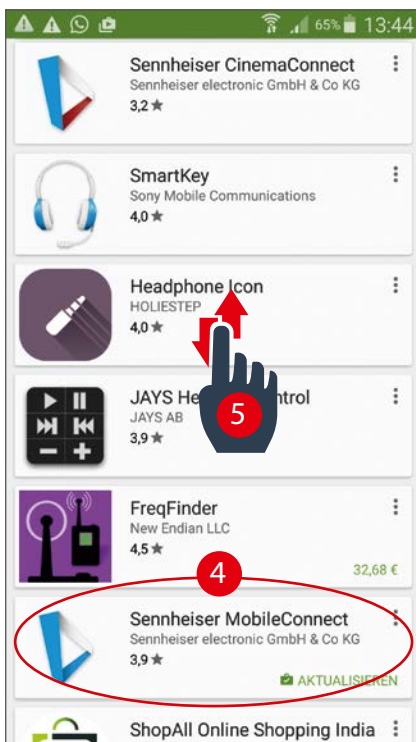 65% 13:44
Sennheiser CinemaConnect
Sennheiser electronic GmbH & Co KG
3,2 ★
SmartKey
Sony Mobile Communications
4,0 ★
Headphone Icon
HOLIESTEP
4,0 ★
5
JAYS He ntrol
JAYS AB
3,9 ★
FreqFinder
New Endian LLC
4,5 ★
32,68 €
4
Sennheiser MobileConnect
Sennheiser electronic GmbH & Co KG
3,9 ★
AKTUALISIEREN
ShopAll Online Shopping India